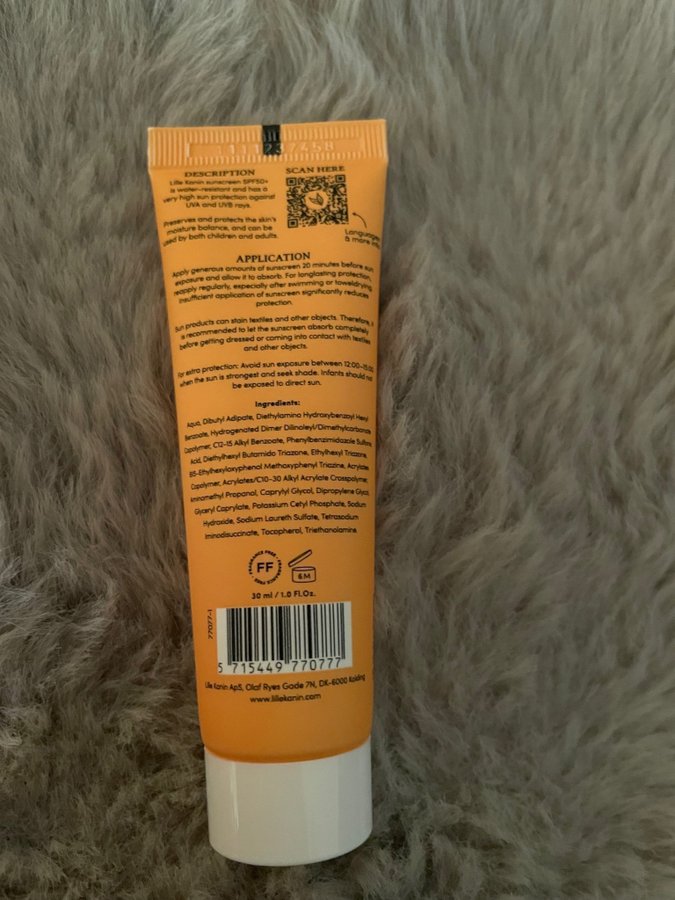 DESCRIPTION
Lille Kanin sunscreen SPF50+
is water-resistant and has a
very high sun protection against
UVA and UVB rays.
Preserves and protects the skin's
moisture balance, and can be
used by both children and adults.
SCAN HERE
Languages
& more info
APPLICATION
Apply generous amounts of sunscreen 20 minutes before sun
exposure and allow it to absorb. For longlasting protection,
reapply regularly, especially after swimming or toweldrying.
Insufficient application of sunscreen significantly reduces
protection.
Sun products can stain textiles and other objects. Therefore, it
is recommended to let the sunscreen absorb completely
before getting dressed or coming into contact with textiles
and other objects.
For extra protection: Avoid sun exposure between 12:00-15:00
when the sun is strongest and seek shade. Infants should not
be exposed to direct sun.
Ingredients:
Aqua, Dibutyl Adipate, Diethylamino Hydroxybenzoyl Hexyl
Benzoate, Hydrogenated Dimer Dilinoleyl/Dimethylcarbonate
Copolymer, C12-15 Alkyl Benzoate, Phenylbenzimidazole Sulfonic
Acid, Diethylhexyl Butamido Triazone, Ethylhexyl Triazone,
BIS-Ethylhexyloxyphenol Methoxyphenyl Triazine, Acrylates
Copolymer, Acrylates/C10-30 Alkyl Acrylate Crosspolymer,
Aminomethyl Propanol, Caprylyl Glycol, Dipropylene Glycol,
Glyceryl Caprylate, Potassium Cetyl Phosphate, Sodium
Hydroxide, Sodium Laureth Sulfate, Tetrasodium
Iminodisuccinate, Tocopherol, Triethanolamine.
FRAGRANCE FREE • FRAGRANCE FREE •
FF
6M
30 ml / 1.0 Fl.Oz.
77077-1
5 715449 770777
Lille Kanin ApS, Olaf Ryes Gade 7N, DK-6000 Kolding
www.lillekanin.com